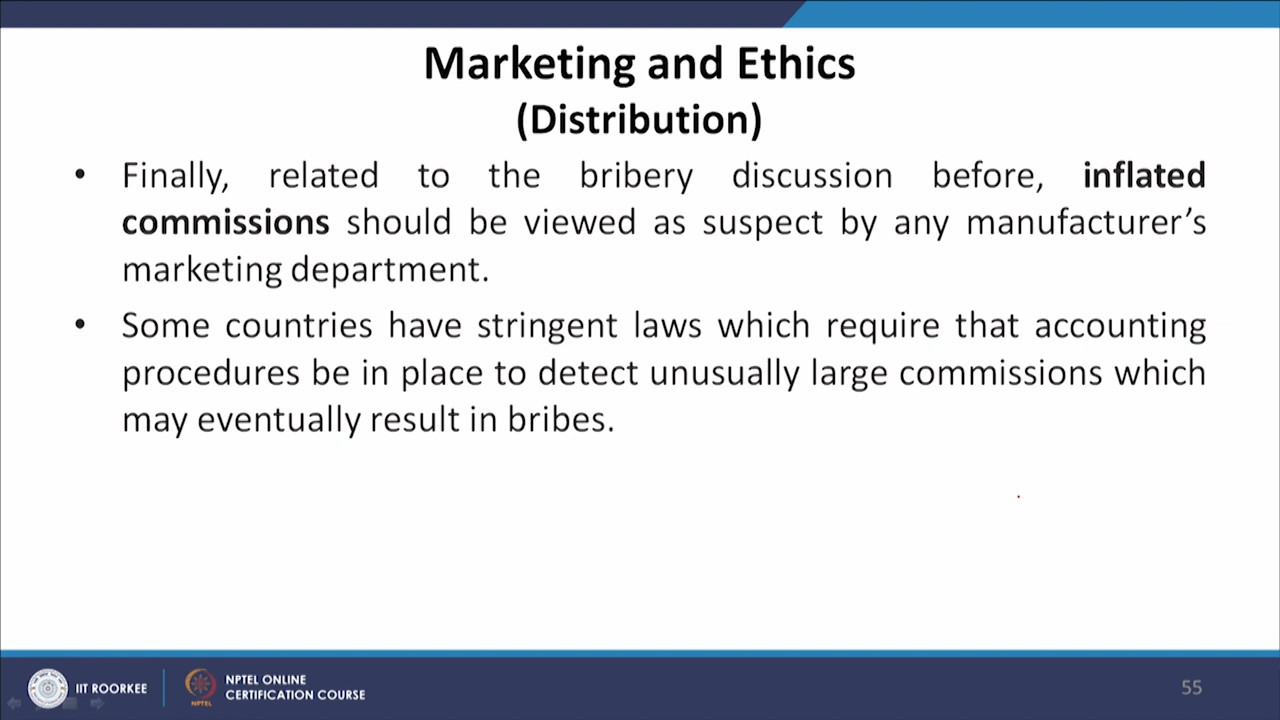 Marketing and Ethics
(Distribution)
• Finally, related to the bribery discussion before, inflated
commissions should be viewed as suspect by any manufacturer’s
marketing department.
• Some countries have stringent laws which require that accounting
procedures be in place to detect unusually large commissions which
may eventually result in bribes.
IIT ROORKEE
NPTEL
NPTEL ONLINE
CERTIFICATION COURSE
55